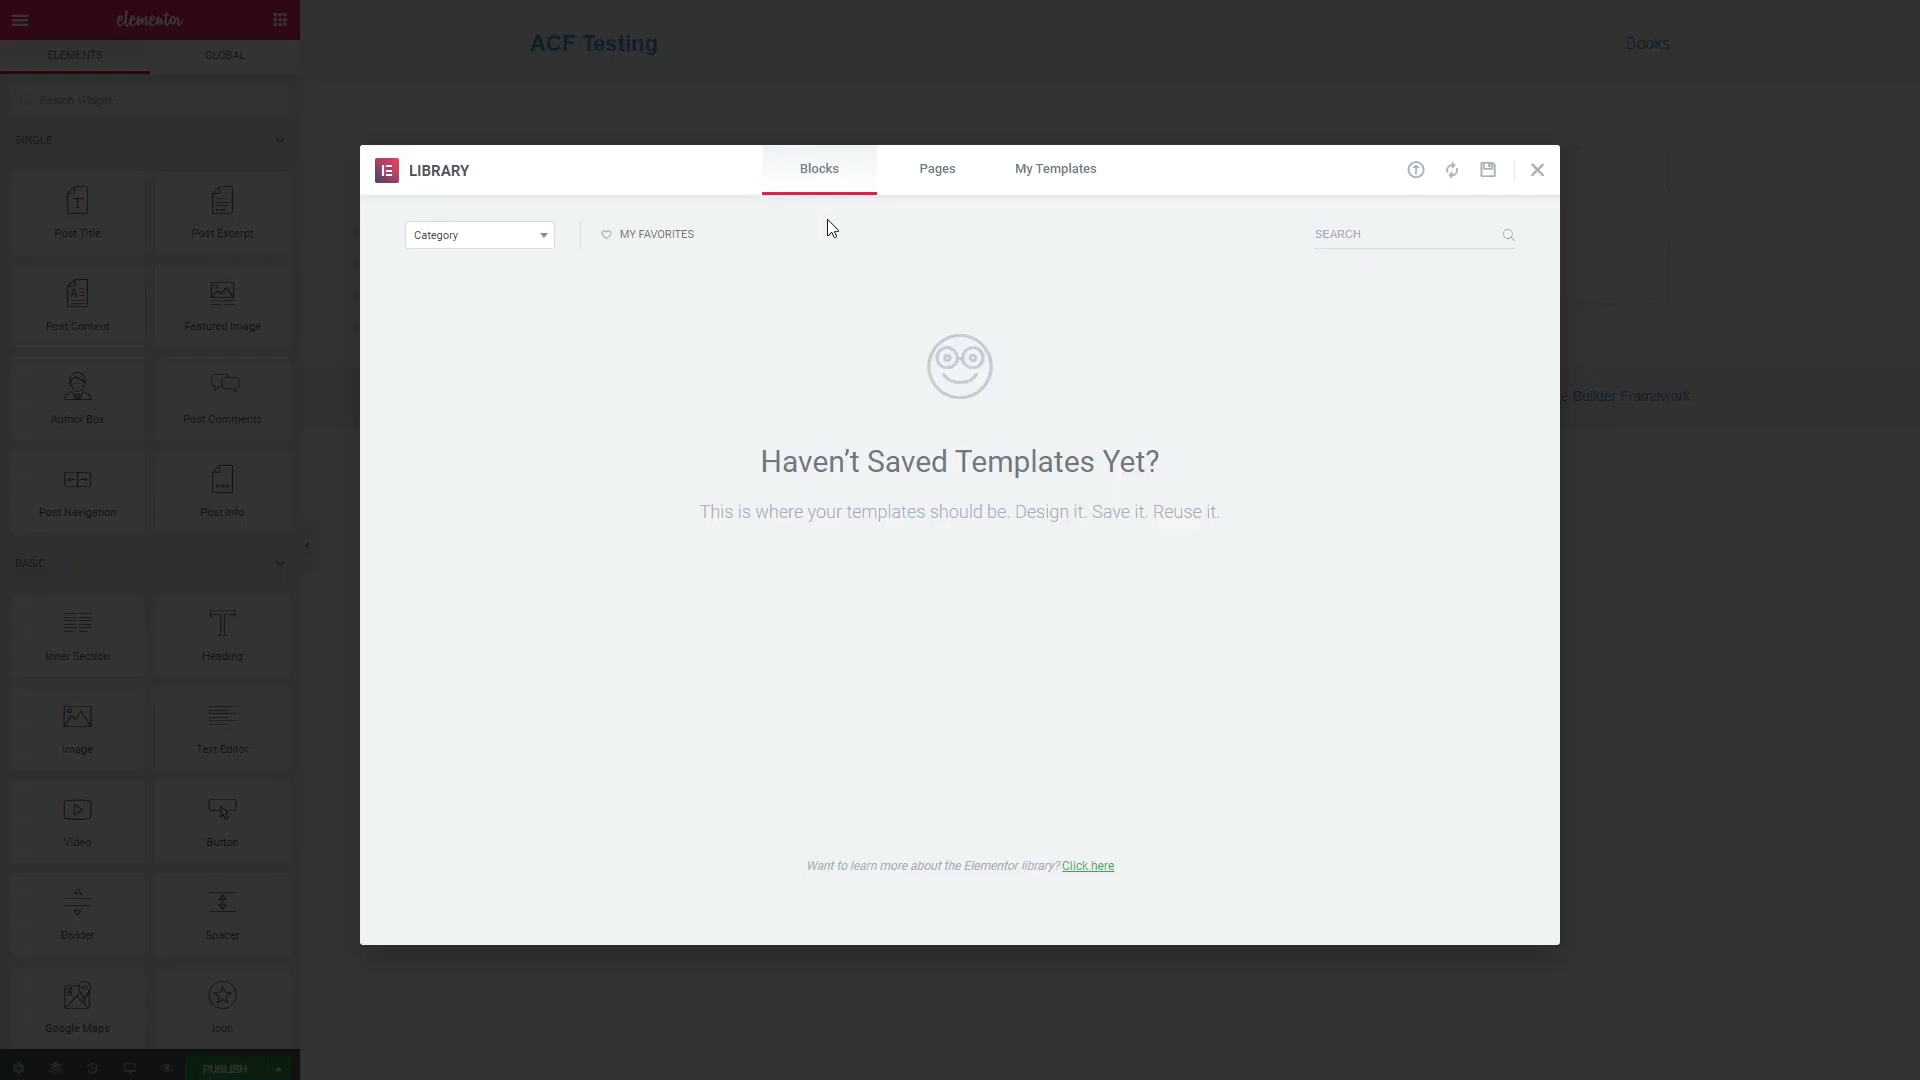 elementor
ELEMENTS
GLOBAL
Search Widget...
SINGLE
Post Title
Post Excerpt
Post Content
Featured Image
Author Box
Post Comments
Post Navigation
Post Info
BASIC
Inner Section
Heading
Image
Text Editor
Video
Button
Divider
Spacer
Google Maps
Icon
PUBLISH
ACF Testing
Books
LIBRARY
Blocks
Pages
My Templates
Category
MY FAVORITES
SEARCH
Haven’t Saved Templates Yet?
This is where your templates should be. Design it. Save it. Reuse it.
Want to learn more about the Elementor library? Click here
Builder Framework